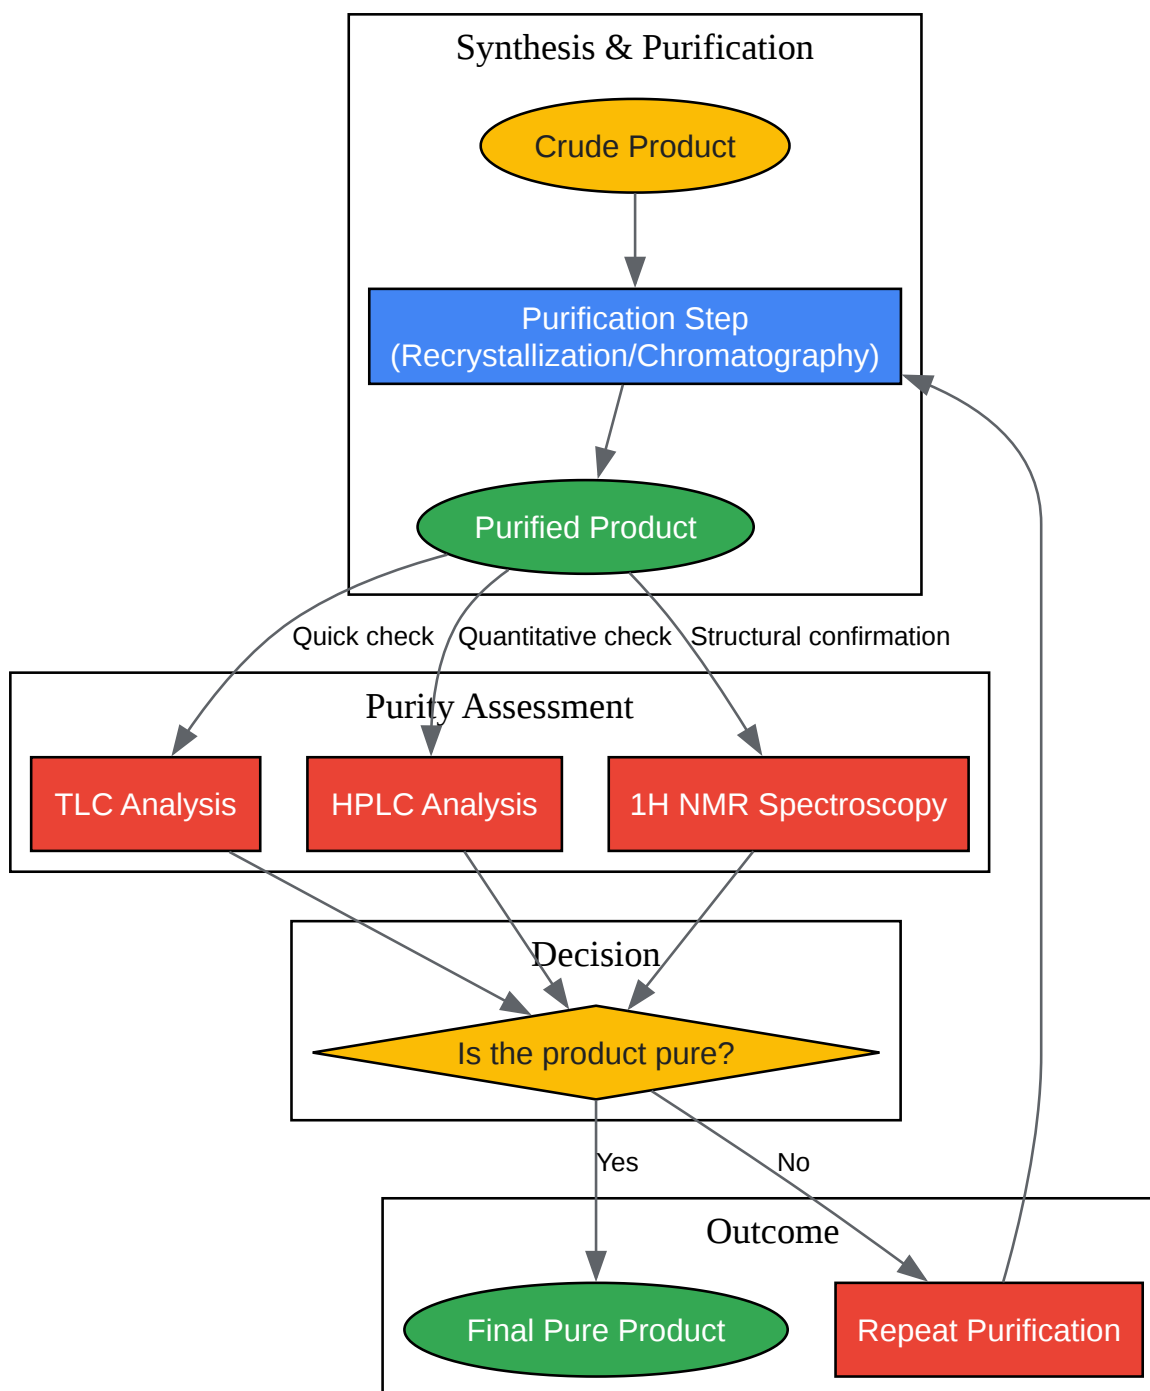 Synthesis & Purification
Crude Product
Purification Step
(Recrystallization/Chromatography)
Purified Product
Quick check
Quantitative check
Structural confirmation
Purity Assessment
TLC Analysis
HPLC Analysis
1H NMR Spectroscopy
Decision
Is the product pure?
Yes
No
Outcome
Final Pure Product
Repeat Purification